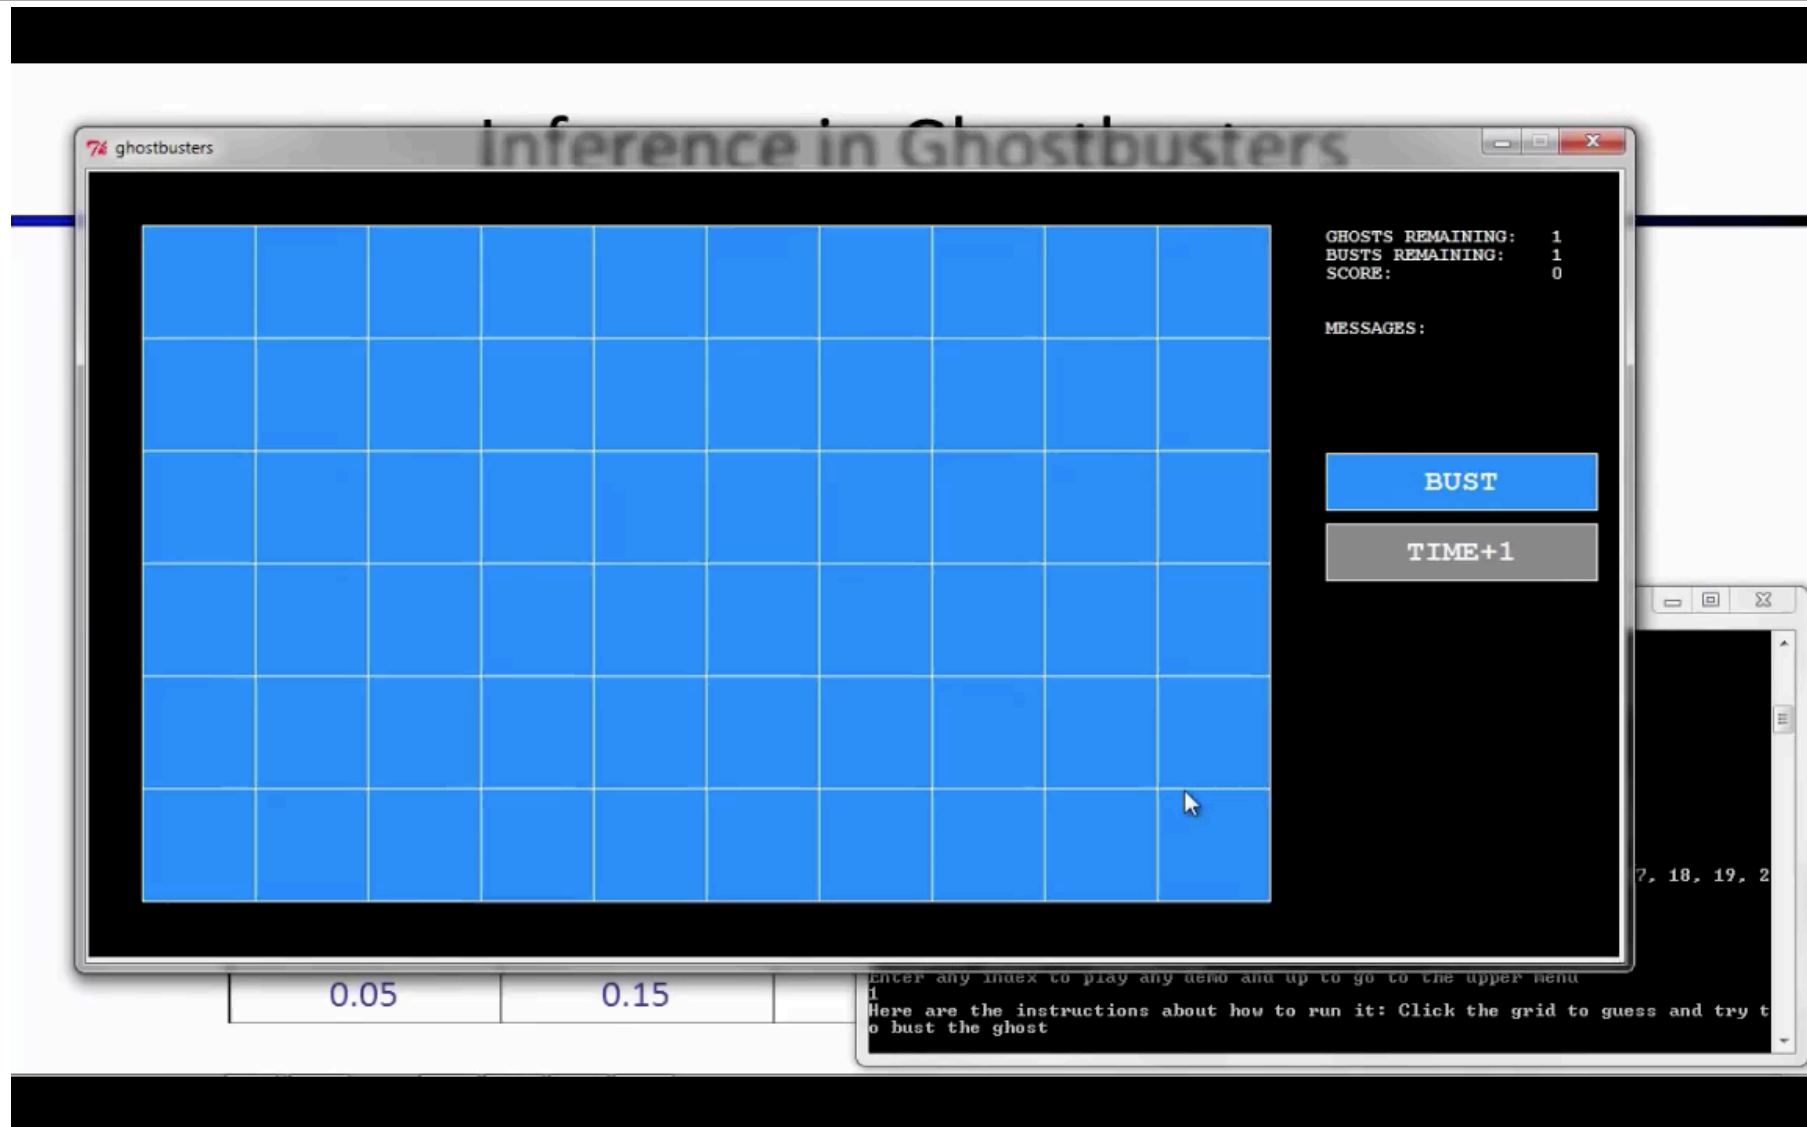 Inference in Ghostbusters
ghostbusters
GHOSTS REMAINING: 1
BUSTS REMAINING: 1
SCORE: 0
MESSAGES:
BUST
TIME+1
7, 18, 19, 2
Enter any index to play any demo and up to go to the upper menu
1
Here are the instructions about how to run it: Click the grid to guess and try t
o bust the ghost
0.05 0.15